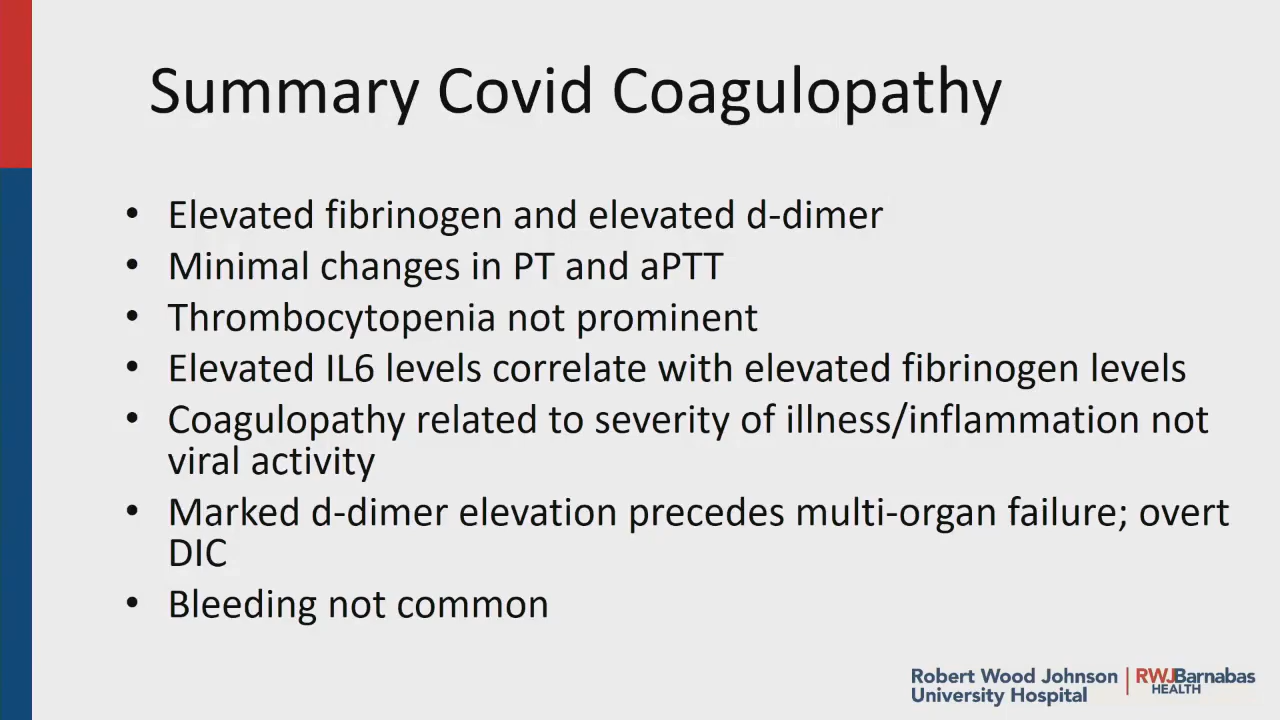 Summary Covid Coagulopathy
• Elevated fibrinogen and elevated d-dimer
• Minimal changes in PT and aPTT
• Thrombocytopenia not prominent
• Elevated IL6 levels correlate with elevated fibrinogen levels
• Coagulopathy related to severity of illness/inflammation not
viral activity
• Marked d-dimer elevation precedes multi-organ failure; overt
DIC
• Bleeding not common
Robert Wood Johnson
University Hospital
RWJBarnabas
HEALTH